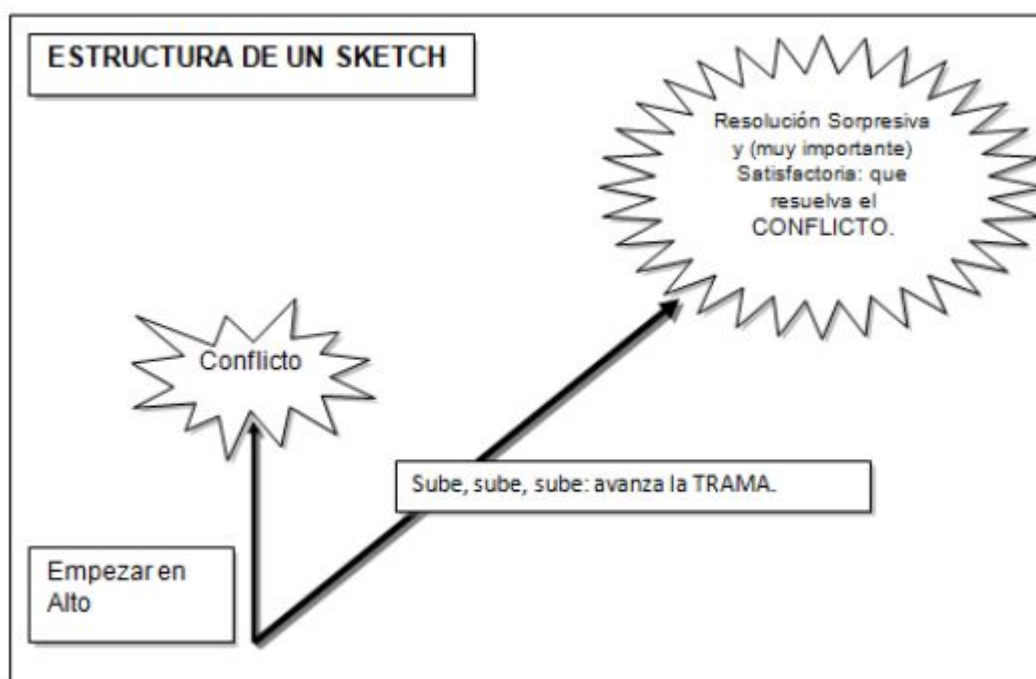 ESTRUCTURA DE UN SKETCH
Resolución Sorpresiva
y (muy importante)
Satisfactoria: que
resuelva el
CONFLICTO.
Conflicto
Sube, sube, sube: avanza la TRAMA.
Empezar en
Alto